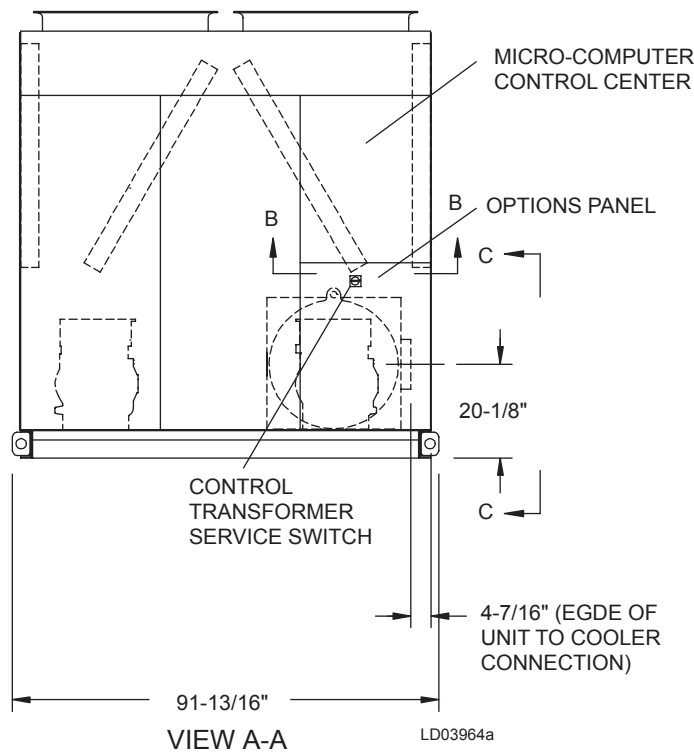 MICRO-COMPUTER
CONTROL CENTER
B
B
OPTIONS PANEL
C
20-1/8"
CONTROL
TRANSFORMER
SERVICE SWITCH
C
4-7/16" (EGDE OF
UNIT TO COOLER
CONNECTION)
91-13/16"
VIEW A-A
LD03964a